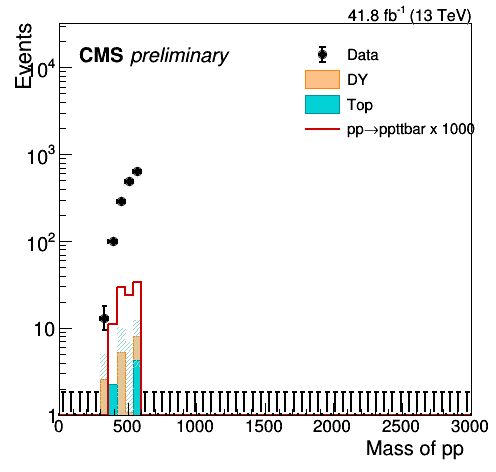 41.8 fb⁻¹ (13 TeV)
Events
CMS preliminary
Data
DY
Top
pp→ppttbar x 1000
10⁴
10³
10²
10
1
0 500 1000 1500 2000 2500 3000
Mass of pp